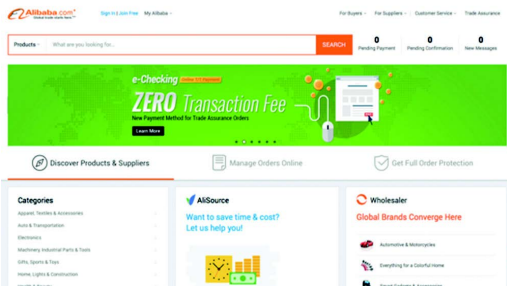 Alibaba.com
Global trade starts here.™
Sign In | Join Free
My Alibaba
For Buyers
For Suppliers
Customer Service
Trade Assurance
Products
What are you looking for...
SEARCH
0
Pending Payment
0
Pending Confirmation
0
New Messages
e-Checking
ZERO Transaction Fee
New Payment Method for Trade Assurance Orders
Learn More
Discover Products & Suppliers
Manage Orders Online
Get Full Order Protection
Categories
Apparel, Textiles & Accessories
Auto & Transportation
Electronics
Machinery, Industrial Parts & Tools
Gifts, Sports & Toys
Home, Lights & Construction
AliSource
Want to save time & cost?
Let us help you!
Wholesaler
Global Brands Converge Here
Automotive & Motorcycles
Everything for a Colorful Home